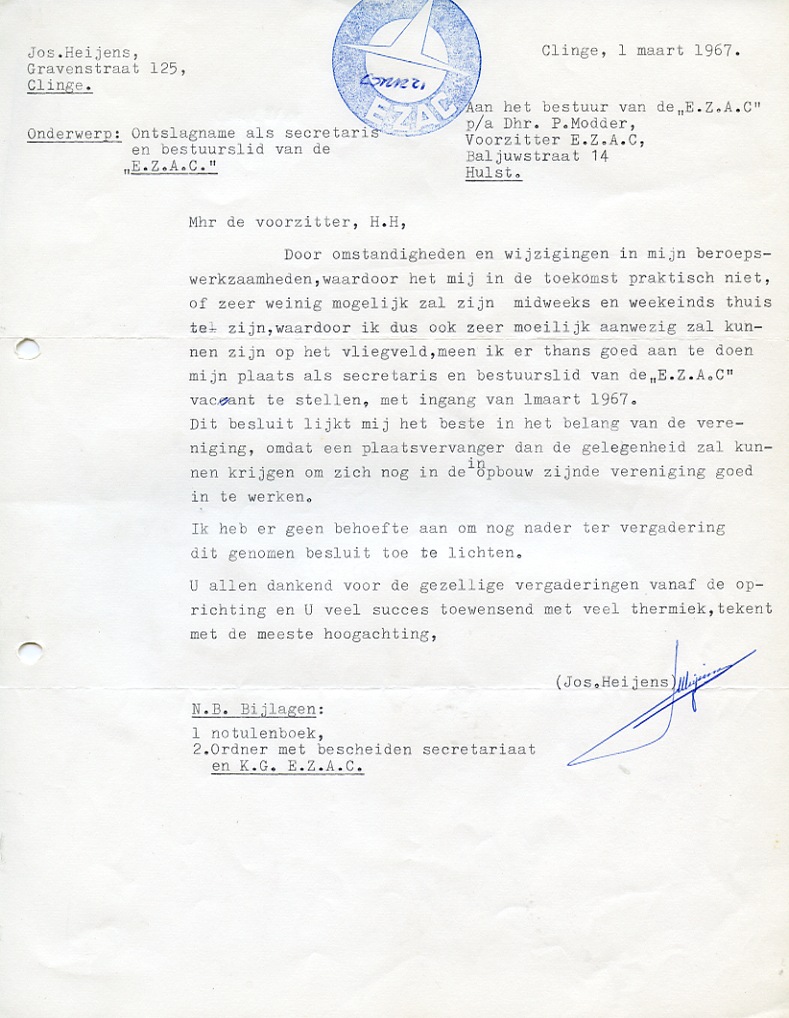 Jos.Heijens,
Gravenstraat 125,
Clinge.
Clinge, 1 maart 1967.
E.Z.A.C
Aan het bestuur van de „E.Z.A.C"
p/a Dhr. P.Modder,
Voorzitter E.Z.A.C,
Baljuwstraat 14
Hulst.
Onderwerp: Ontslagname als secretaris
en bestuurslid van de
„E.Z.A.C."
Mhr de voorzitter, H.H,
Door omstandigheden en wijzigingen in mijn beroeps-
werkzaamheden,waardoor het mij in de toekomst praktisch niet,
of zeer weinig mogelijk zal zijn midweeks en weekeinds thuis
te zijn,waardoor ik dus ook zeer moeilijk aanwezig zal kun-
nen zijn op het vliegveld,meen ik er thans goed aan te doen
mijn plaats als secretaris en bestuurslid van de „E.Z.A.C"
vacant te stellen, met ingang van 1maart 1967.
Dit besluit lijkt mij het beste in het belang van de vere-
niging, omdat een plaatsvervanger dan de gelegenheid zal kun-
nen krijgen om zich nog in de in opbouw zijnde vereniging goed
in te werken.
Ik heb er geen behoefte aan om nog nader ter vergadering
dit genomen besluit toe te lichten.
U allen dankend voor de gezellige vergaderingen vanaf de op-
richting en U veel succes toewensend met veel thermiek,tekent
met de meeste hoogachting,
(Jos.Heijens)
N.B. Bijlagen:
1 notulenboek,
2.Ordner met bescheiden secretariaat
en K.G. E.Z.A.C.